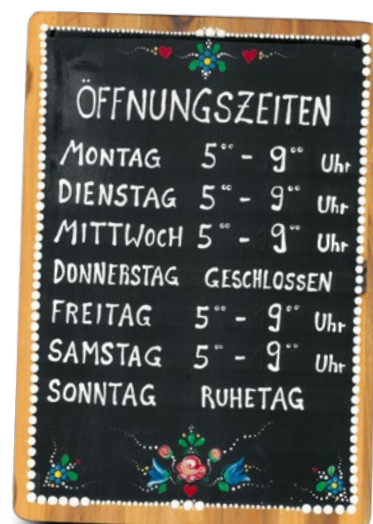 ÖFFNUNGSZEITEN
MONTAG 5⁰⁰ - 9⁰⁰ Uhr
DIENSTAG 5⁰⁰ - 9⁰⁰ Uhr
MITTWOCH 5⁰⁰ - 9⁰⁰ Uhr
DONNERSTAG GESCHLOSSEN
FREITAG 5⁰⁰ - 9⁰⁰ Uhr
SAMSTAG 5⁰⁰ - 9⁰⁰ Uhr
SONNTAG RUHETAG